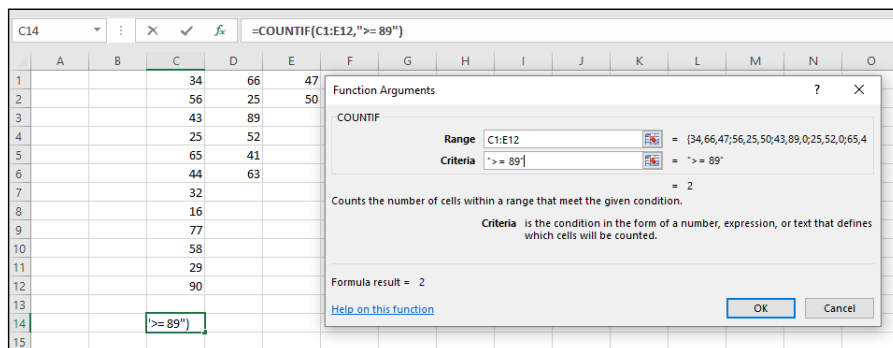 C14 fx =COUNTIF(C1:E12,">= 89")
A B C D E F G H I J K L M N O
1 34 66 47
2 56 25 50
3 43 89
4 25 52
5 65 41
6 44 63
7 32
8 16
9 77
10 58
11 29
12 90
13
14 ">= 89")
15
Function Arguments ? ×
COUNTIF
Range C1:E12 = {34,66,47;56,25,50;43,89,0;25,52,0;65,4
Criteria ">= 89" = ">= 89"
= 2
Counts the number of cells within a range that meet the given condition.
Criteria is the condition in the form of a number, expression, or text that defines
which cells will be counted.
Formula result = 2
Help on this function OK Cancel